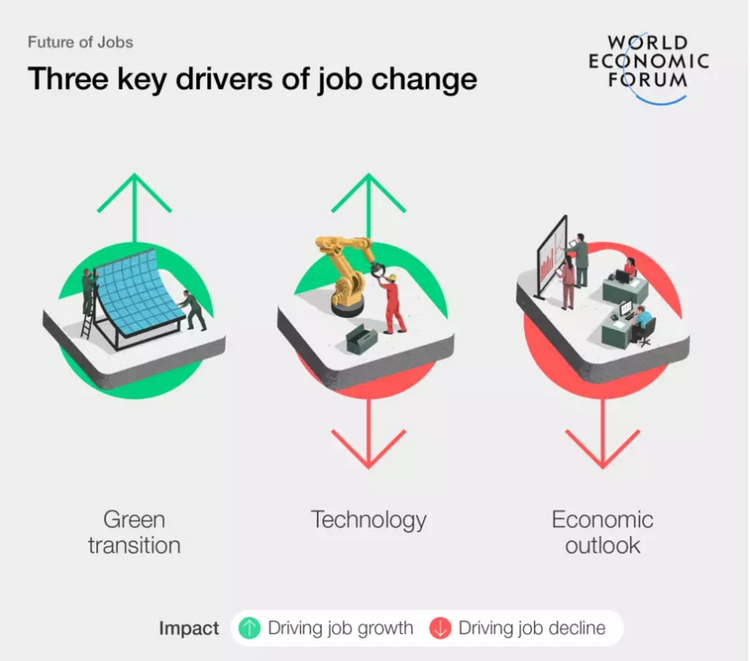 Future of Jobs
Three key drivers of job change
WORLD
ECONOMIC
FORUM
Green
transition
Technology
Economic
outlook
Impact Driving job growth Driving job decline